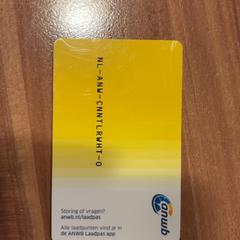 NL-ANW-CNNTLRWHT-0
anwb
Storing of vragen?
anwb.nl/laadpas
Alle laadpunten vind je in
de ANWB Laadpas app